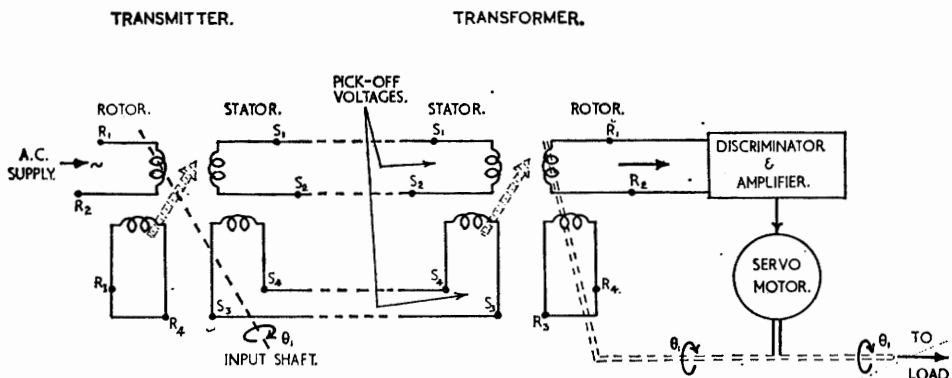 TRANSMITTER.
TRANSFORMER.
PICK-OFF
VOLTAGES.
ROTOR.
STATOR.
STATOR.
ROTOR.
R1
S1
S1
R1
A.C.
SUPPLY.
~
DISCRIMINATOR
&
AMPLIFIER.
R2
S2
S2
R2
SERVO
MOTOR.
R3
S4
S4
R4
R4
S3
S3
R3
θ1
INPUT SHAFT.
θ1
θ1
TO
LOAD